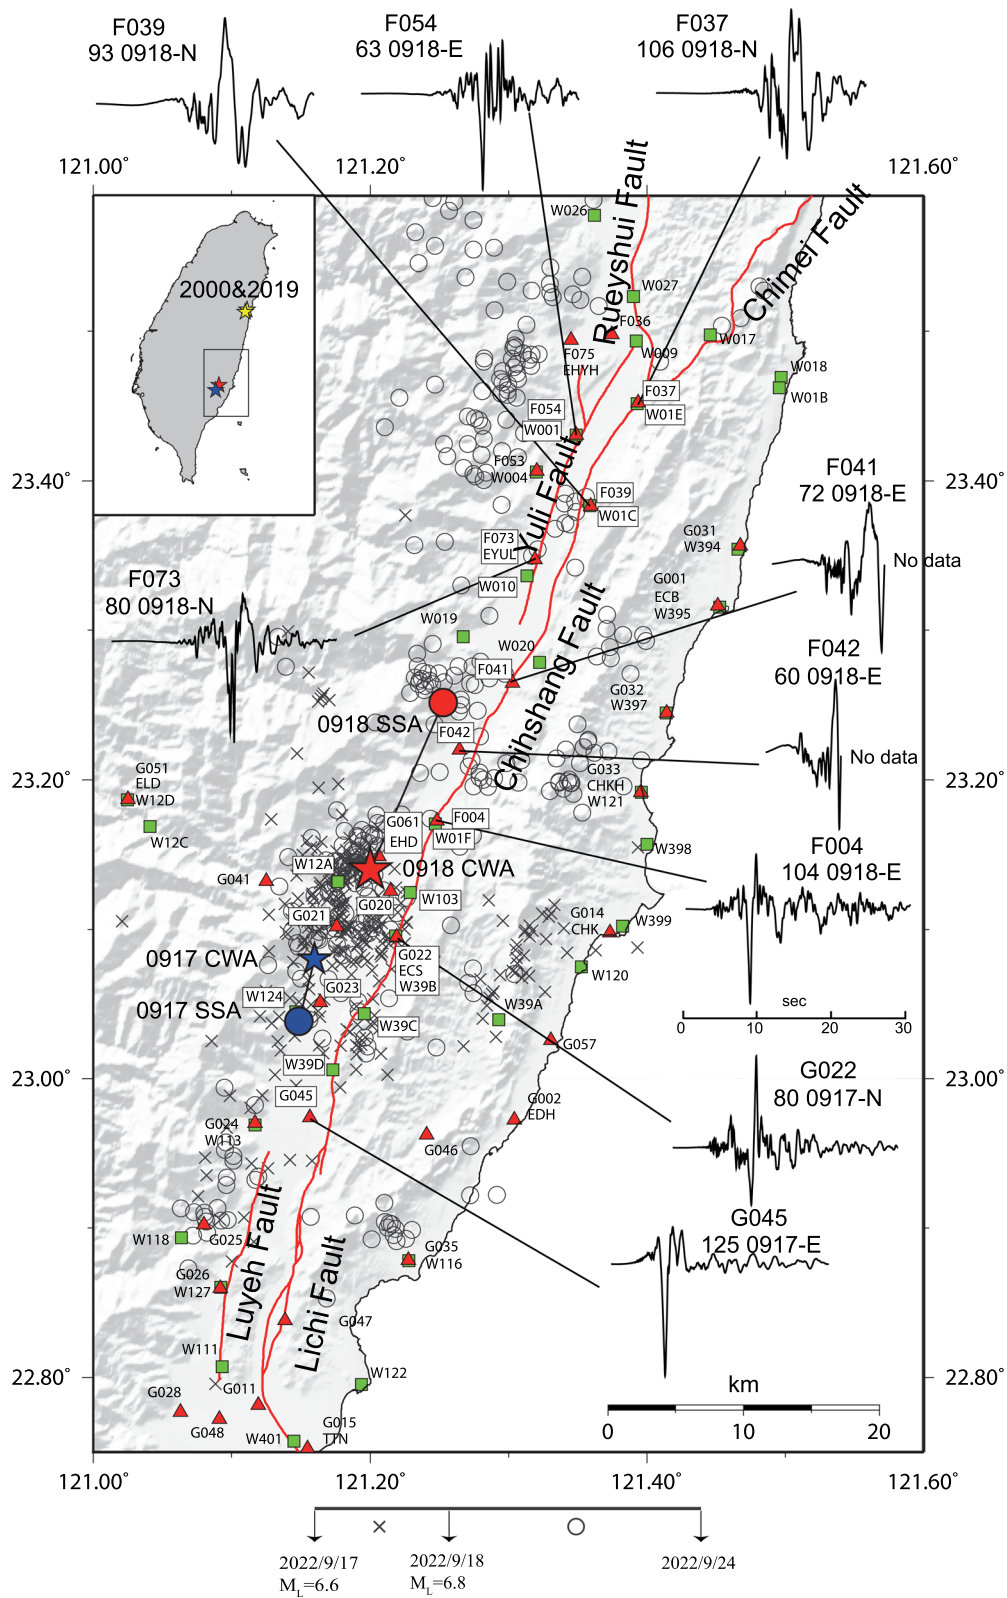 F039
93 0918-N
F054
63 0918-E
F037
106 0918-N
121.00°
121.20°
121.60°
2000&2019
W026
Rueyshui Fault
Chimei Fault
W027
F036
F075
EHYH
W009
W017
W018
W01B
F037
W01E
F054
W001
F053
W004
Yuli Fault
23.40°
23.40°
F039
W01C
F041
72 0918-E
No data
F073
EYUL
W010
G031
W394
G001
ECB
W395
F073
80 0918-N
W019
W020
Chihshang Fault
F041
F042
60 0918-E
No data
G032
W397
0918 SSA
F042
G051
ELD
W12D
W12C
23.20°
23.20°
G033
CHKH
W121
G061
EHD
F004
W01F
W398
F004
104 0918-E
W12A
G041
0918 CWA
G020
W103
G021
G014
CHK
W399
0917 CWA
G022
ECS
W39B
W120
G023
W124
0917 SSA
W39C
W39A
sec
0
10
20
30
G057
W39D
23.00°
23.00°
G045
G022
80 0917-N
G002
EDH
G024
W113
G046
G045
125 0917-E
W118
G025
Luyeh Fault
Lichi Fault
G035
W116
G026
W127
G047
W111
W122
22.80°
22.80°
G028
G011
G048
km
0
10
20
W401
G015
TTN
121.00°
121.20°
121.40°
121.60°
2022/9/17
M_L=6.6
2022/9/18
M_L=6.8
2022/9/24